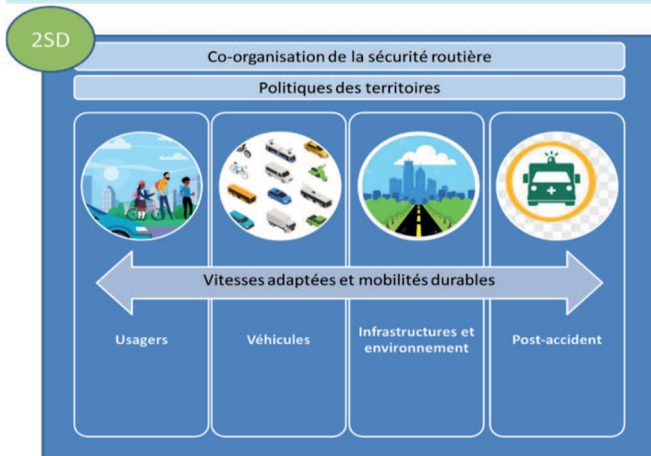 2SD
Co-organisation de la sécurité routière
Politiques des territoires
Vitesses adaptées et mobilités durables
Usagers
Véhicules
Infrastructures et
environnement
Post-accident